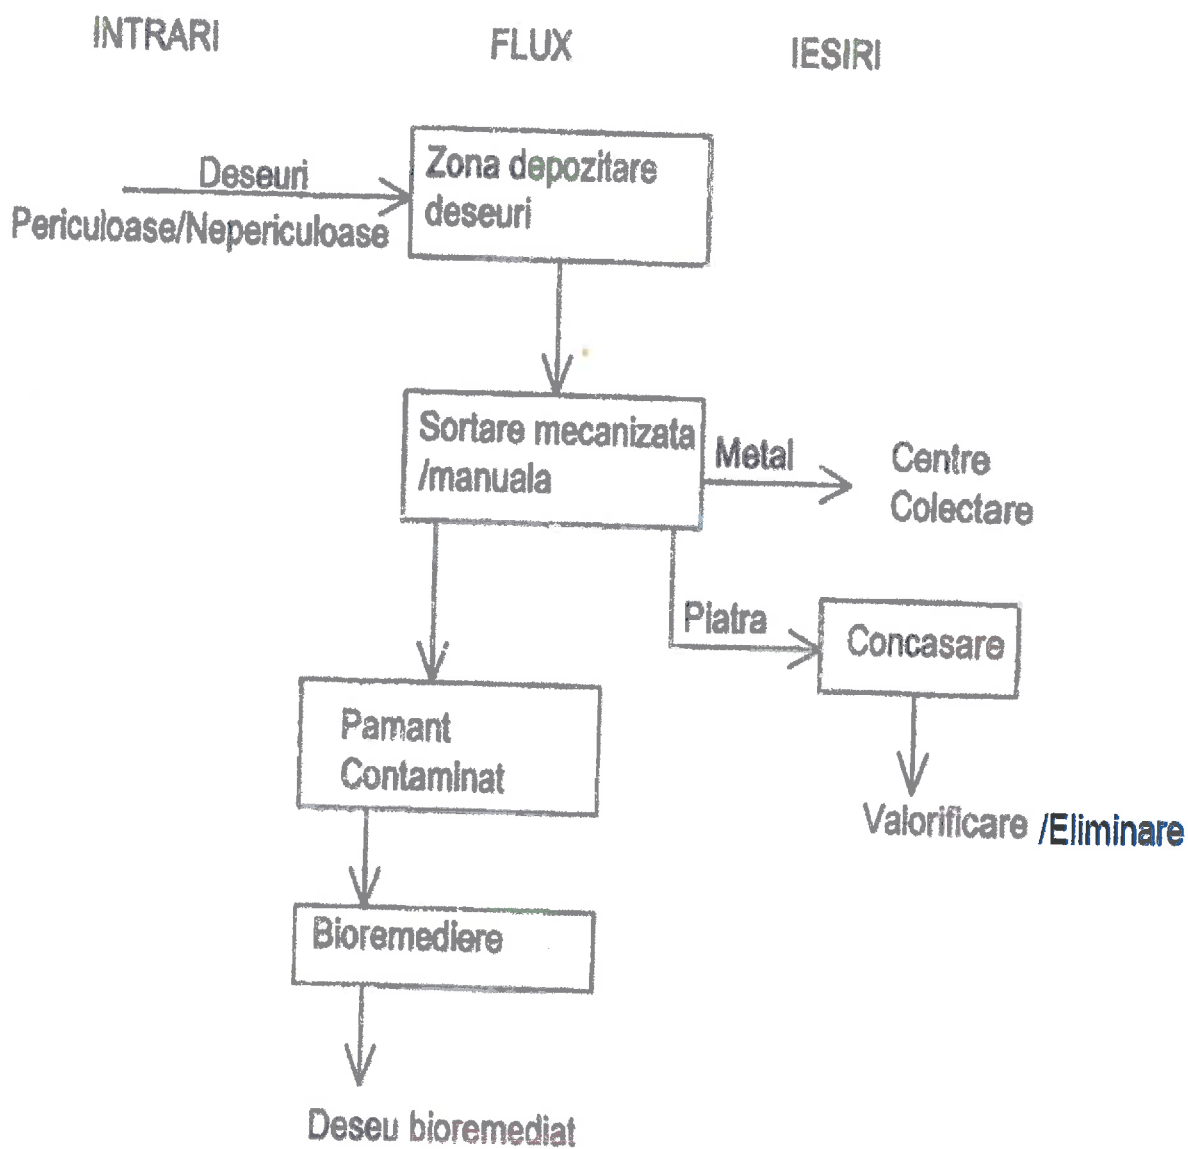 INTRARI
FLUX
IESIRI
Deseuri
Periculoase/Nepericuloase
Zona depozitare
deseuri
Sortare mecanizata
/manuala
Metal
Centre
Colectare
Piatra
Concasare
Pamant
Contaminat
Valorificare /Eliminare
Bioremediere
Deseu bioremediat